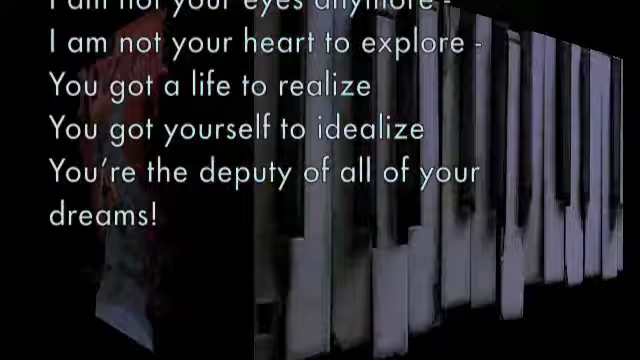 I am not your eyes anymore -
I am not your heart to explore -
You got a life to realize
You got yourself to idealize
You're the deputy of all of your
dreams!